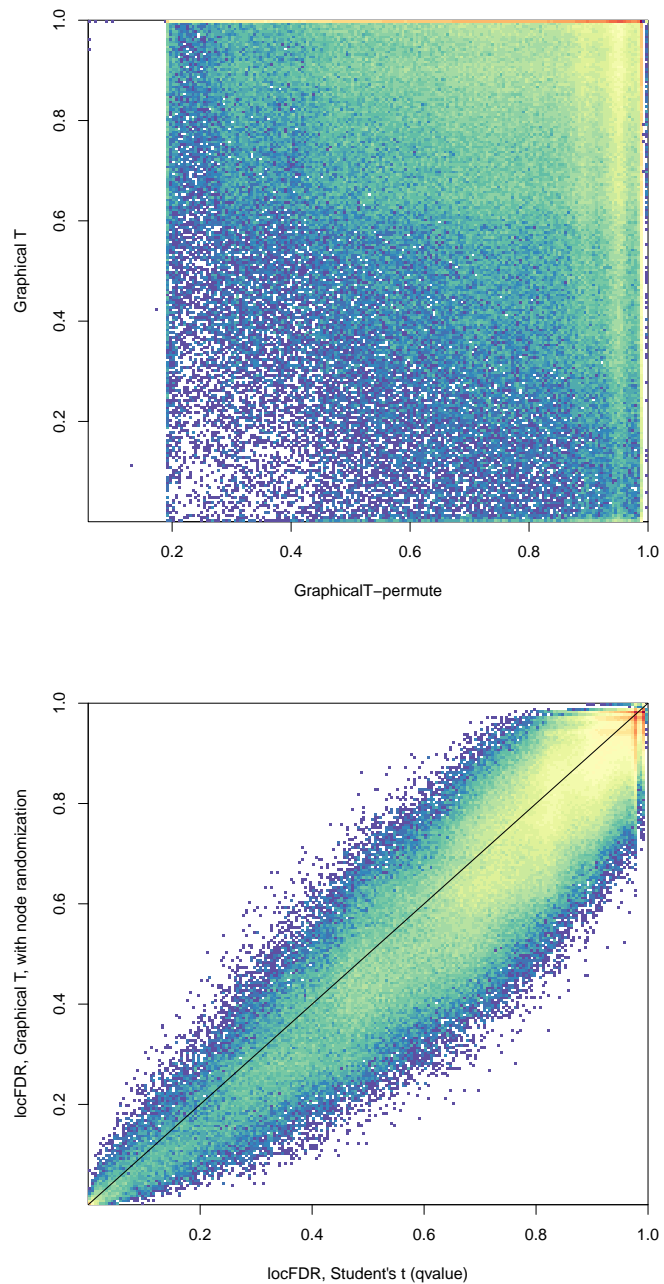 1.0
0.8
0.6
0.4
0.2
Graphical T
0.2 0.4 0.6 0.8 1.0
GraphicalT−permute
1.0
0.8
0.6
0.4
0.2
locFDR, Graphical T, with node randomization
0.2 0.4 0.6 0.8 1.0
locFDR, Student's t (qvalue)